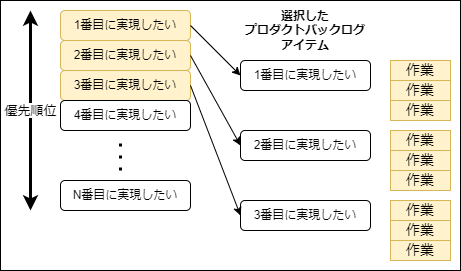 優先順位
1番目に実現したい
2番目に実現したい
3番目に実現したい
4番目に実現したい
N番目に実現したい
選択した
プロダクトバックログ
アイテム
1番目に実現したい
作業
作業
作業
2番目に実現したい
作業
作業
作業
3番目に実現したい
作業
作業
作業